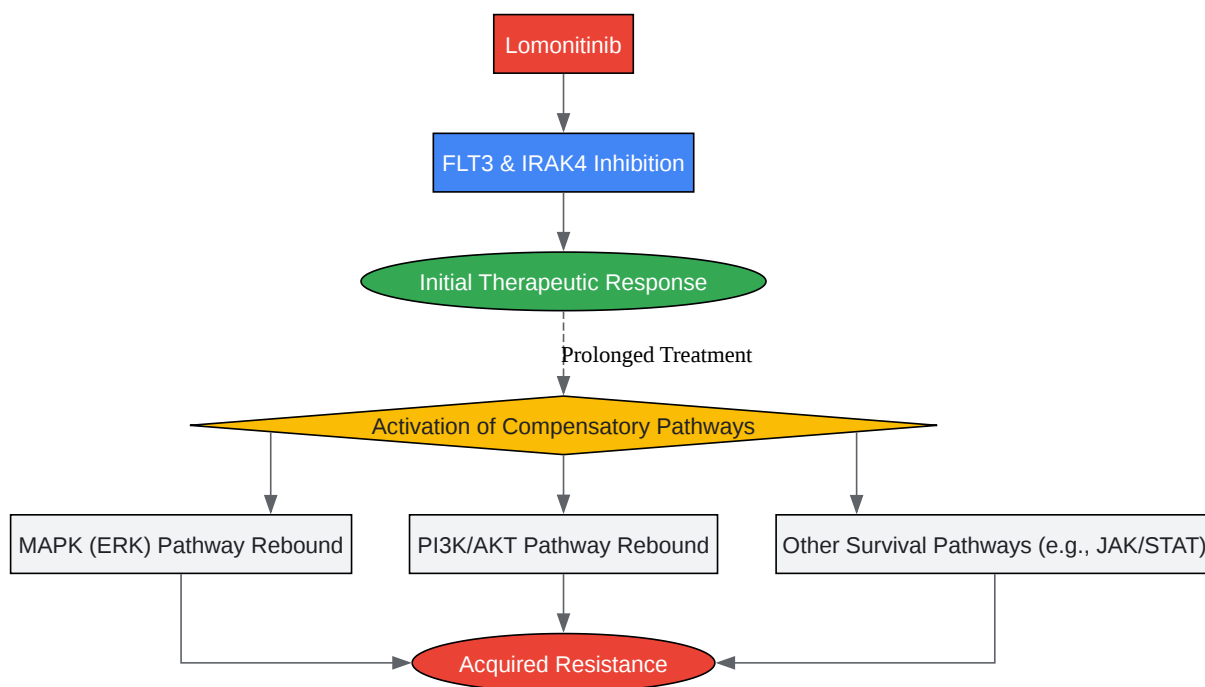 Lomonitinib
FLT3 & IRAK4 Inhibition
Initial Therapeutic Response
Prolonged Treatment
Activation of Compensatory Pathways
MAPK (ERK) Pathway Rebound
PI3K/AKT Pathway Rebound
Other Survival Pathways (e.g., JAK/STAT)
Acquired Resistance